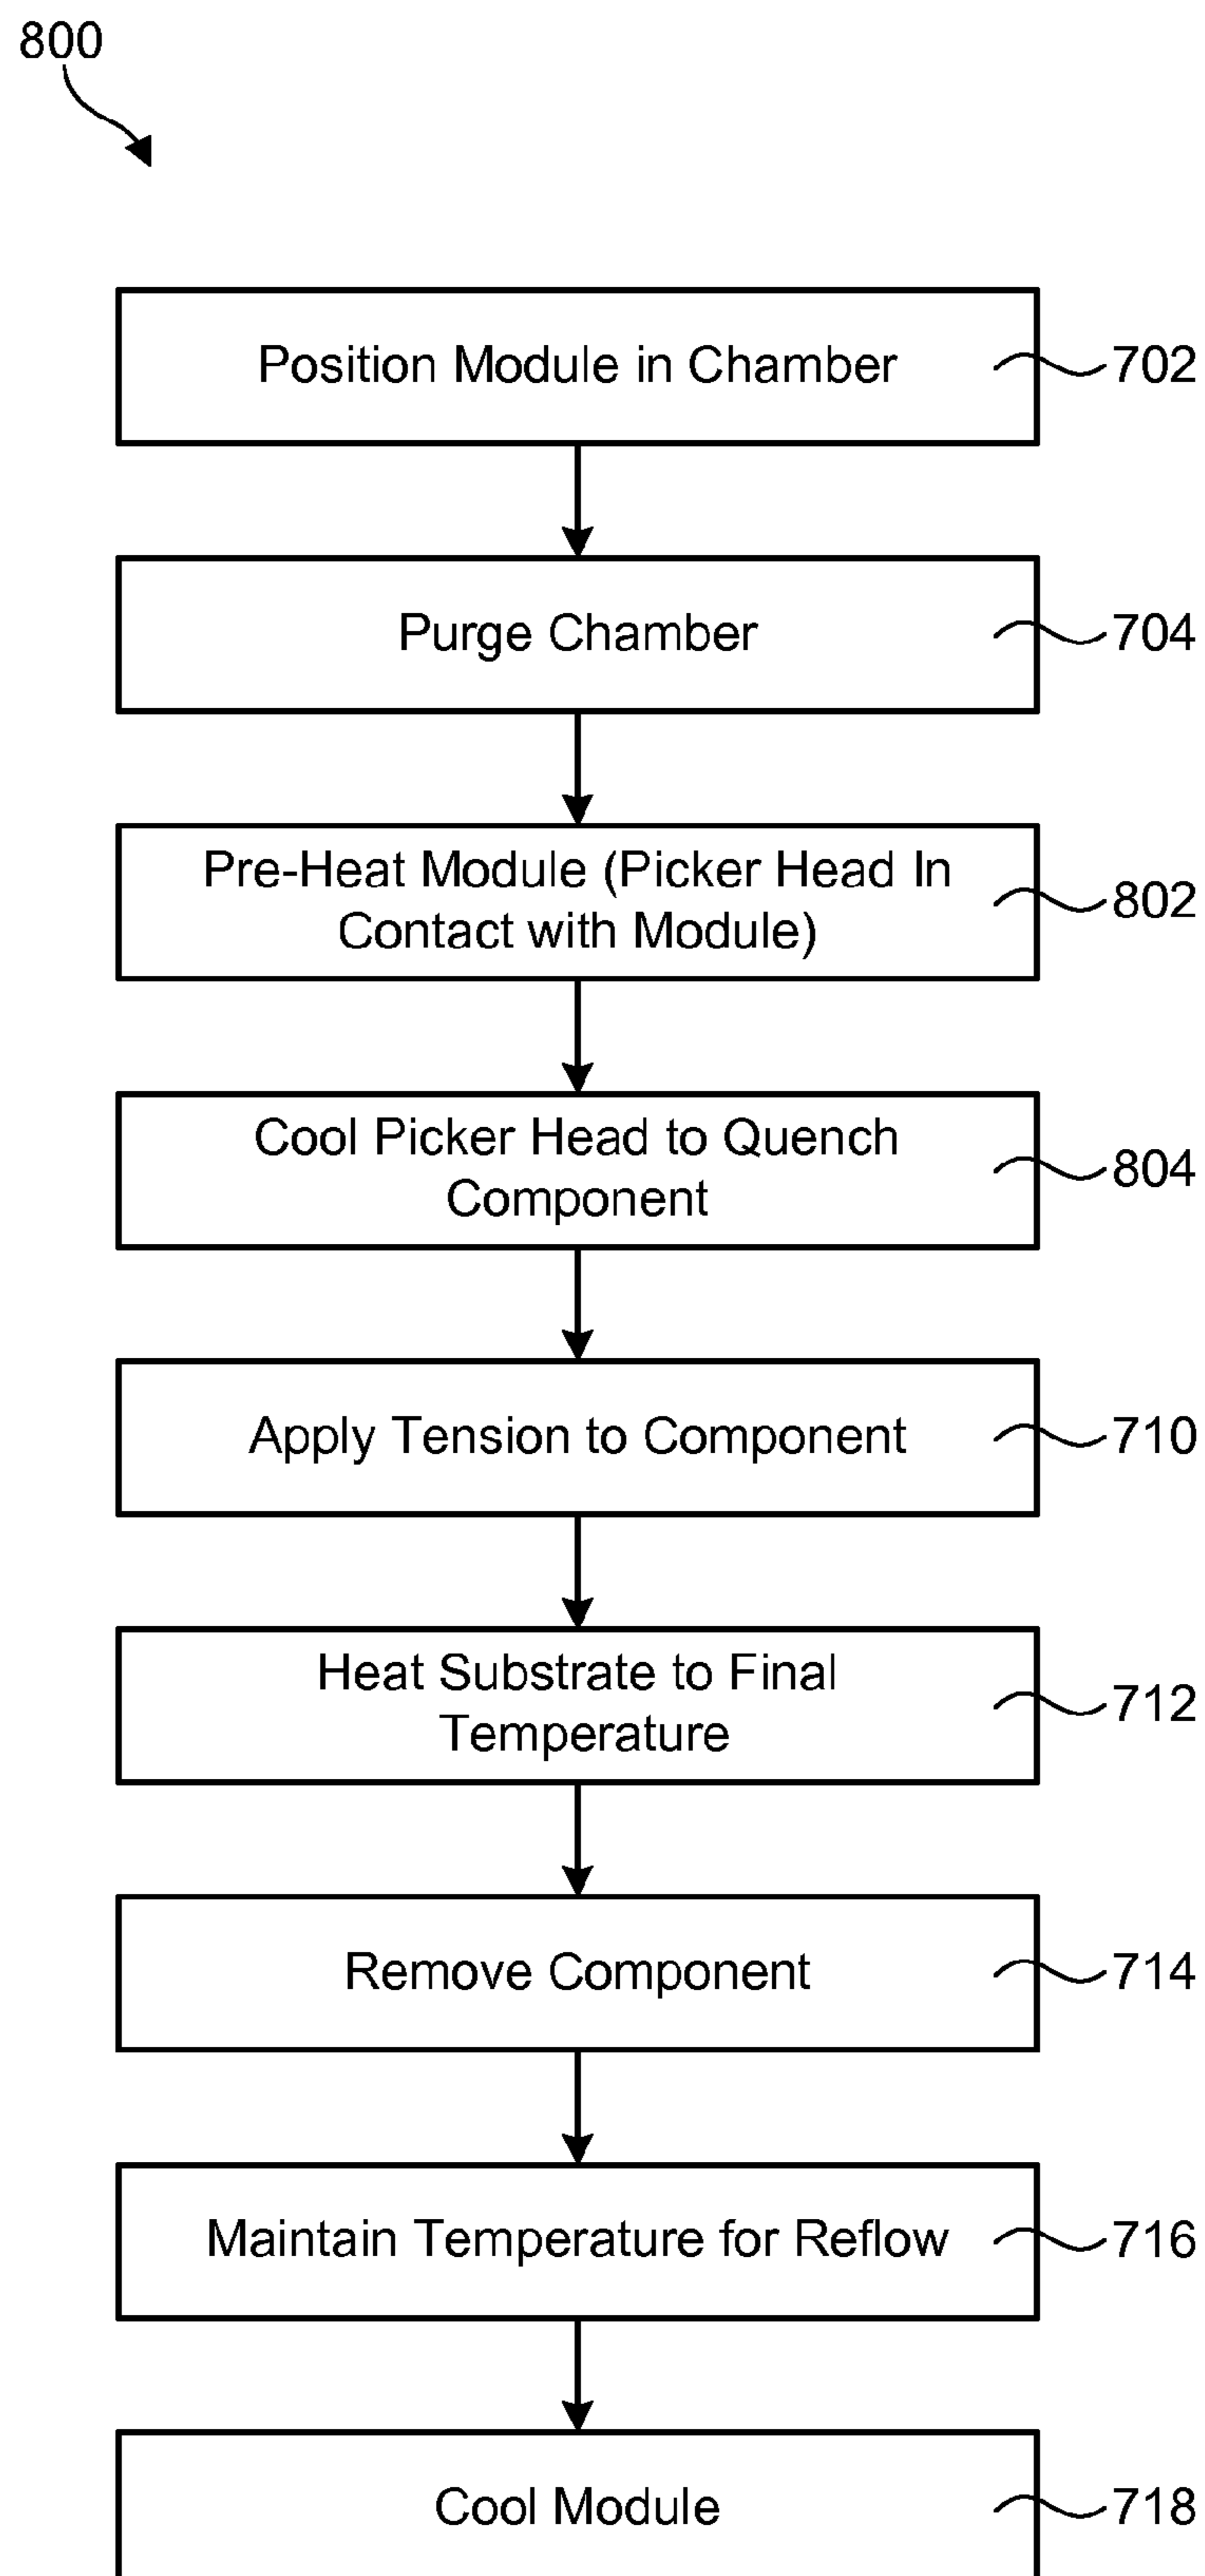 800
Position Module in Chamber
702
Purge Chamber
704
Pre-Heat Module (Picker Head In
Contact with Module)
802
Cool Picker Head to Quench
Component
804
Apply Tension to Component
710
Heat Substrate to Final
Temperature
712
Remove Component
714
Maintain Temperature for Reflow
716
Cool Module
718